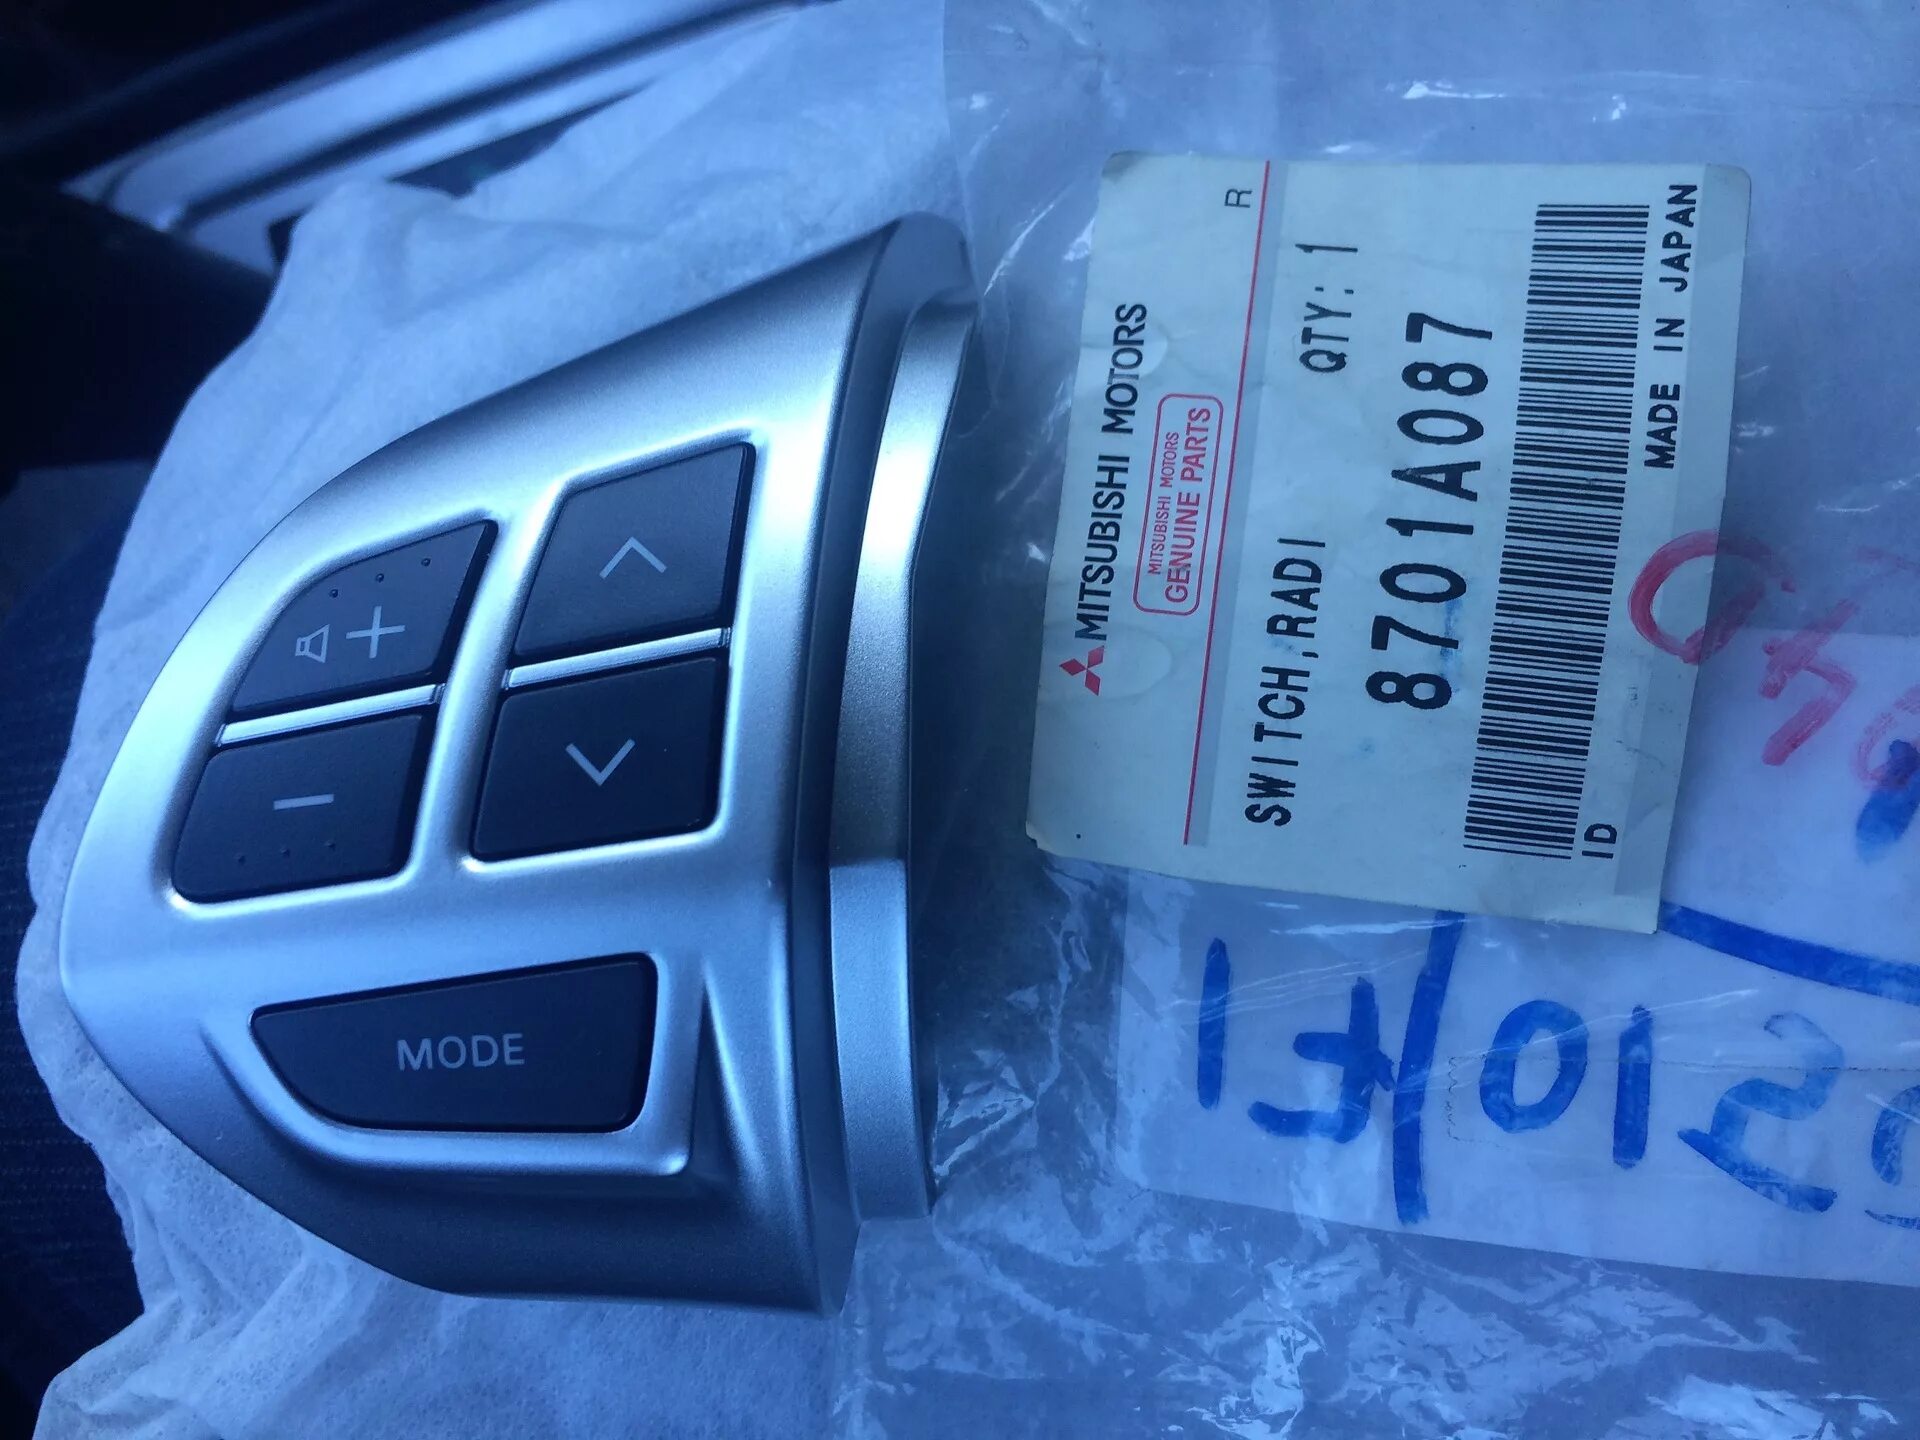 MODE
MITSUBISHI MOTORS
MITSUBISHI MOTORS
GENUINE PARTS
R
SWITCH,RADI QTY: 1
8701A087
ID MADE IN JAPAN